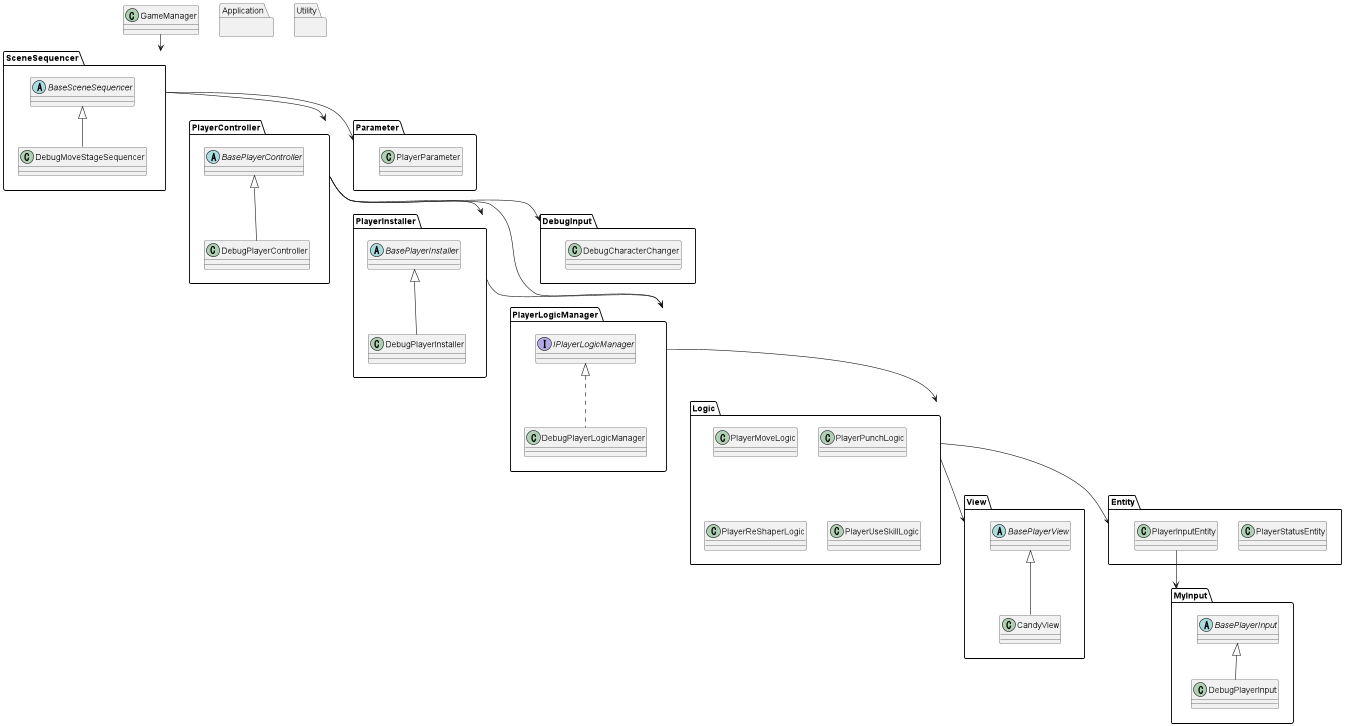 C GameManager
Application
Utility
SceneSequencer
A BaseSceneSequencer
C DebugMoveStageSequencer
PlayerController
A BasePlayerController
C DebugPlayerController
Parameter
C PlayerParameter
PlayerInstaller
A BasePlayerInstaller
C DebugPlayerInstaller
DebugInput
C DebugCharacterChanger
PlayerLogicManager
I IPlayerLogicManager
C DebugPlayerLogicManager
Logic
C PlayerMoveLogic
C PlayerPunchLogic
C PlayerReShaperLogic
C PlayerUseSkillLogic
View
A BasePlayerView
C CandyView
Entity
C PlayerInputEntity
C PlayerStatusEntity
MyInput
A BasePlayerInput
C DebugPlayerInput